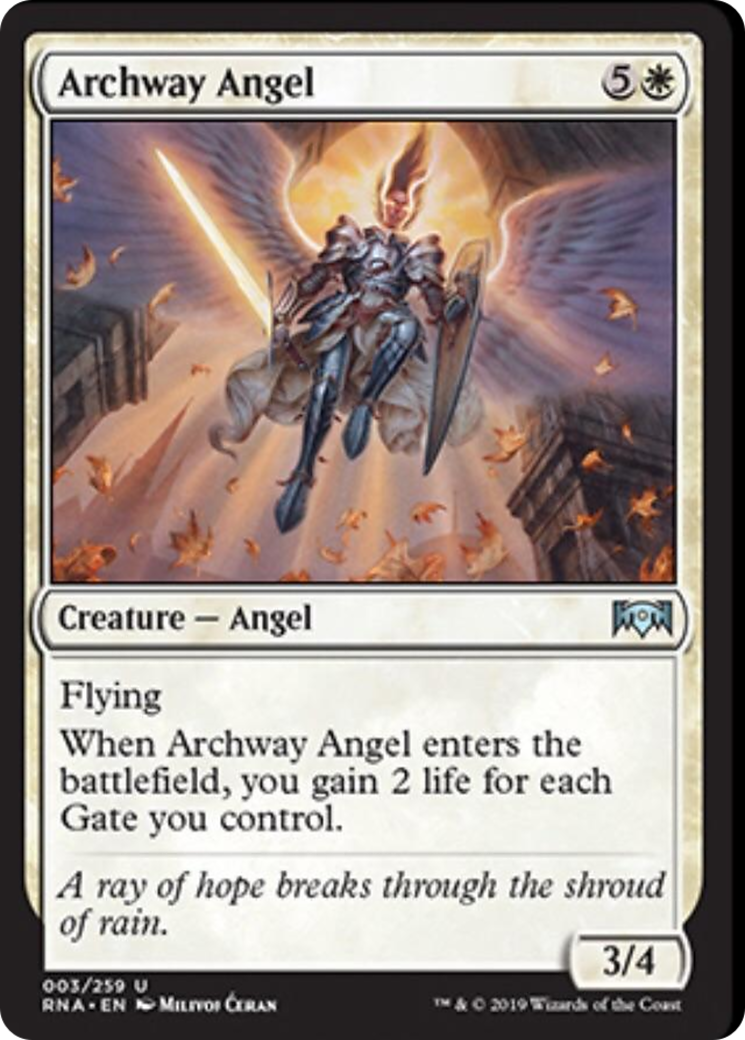 Archway Angel 5
Creature — Angel
Flying
When Archway Angel enters the
battlefield, you gain 2 life for each
Gate you control.
A ray of hope breaks through the shroud
of rain.
3/4
003/259 U
RNA • EN Milivoj Ćeran ™ & © 2019 Wizards of the Coast